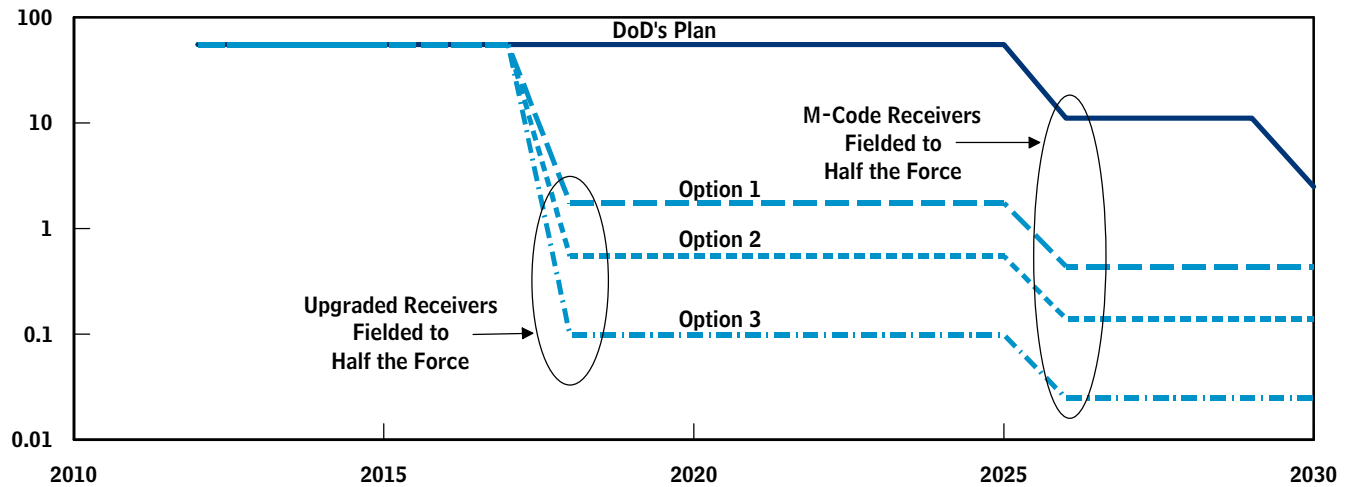 100
DoD's Plan
M-Code Receivers
Fielded to
Half the Force
10
Option 1
1
Option 2
Upgraded Receivers
Fielded to
Half the Force
Option 3
0.1
0.01
2010
2015
2020
2025
2030